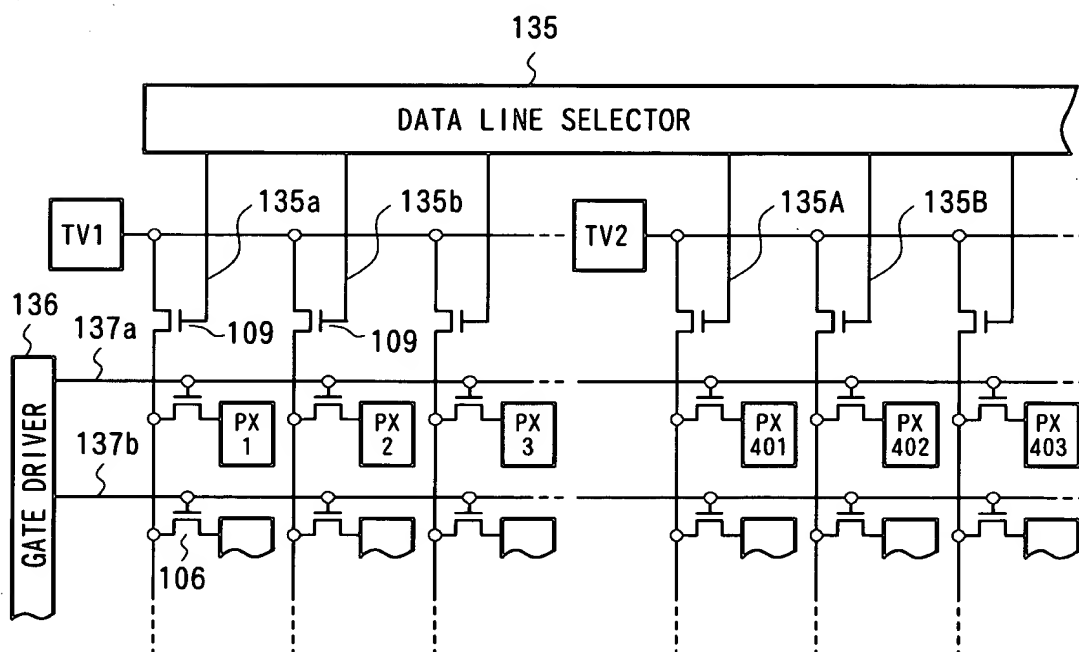 135
DATA LINE SELECTOR
135a
135b
135A
135B
TV1
TV2
136
137a
109
109
PX
1
PX
2
PX
3
PX
401
PX
402
PX
403
137b
GATE DRIVER
106